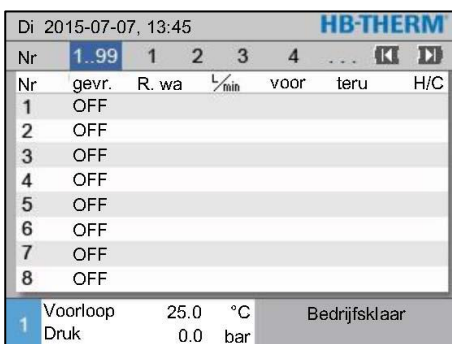 Di 2015-07-07, 13:45 HB-THERM
Nr 1..99 1 2 3 4 ...
Nr gevr. R. wa L/min voor teru H/C
1 OFF
2 OFF
3 OFF
4 OFF
5 OFF
6 OFF
7 OFF
8 OFF
1 Voorloop 25.0 °C Bedrijfsklaar
Druk 0.0 bar